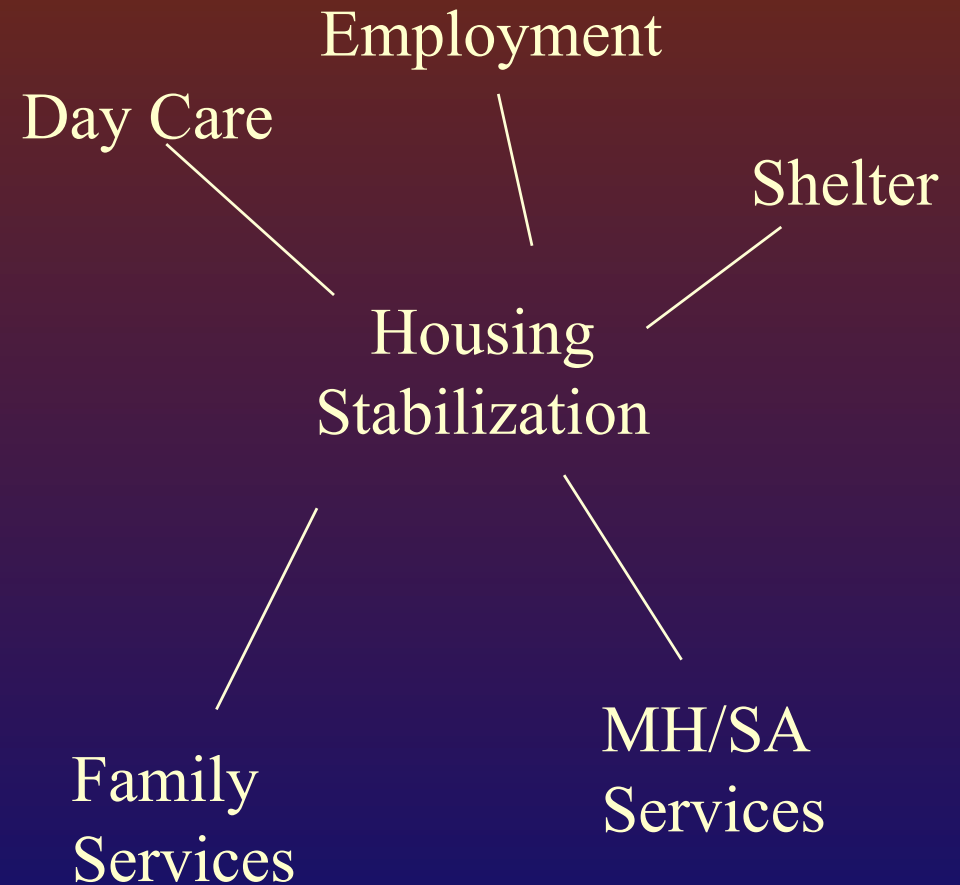 Employment
Day Care
Shelter
Housing
Stabilization
MH/SA
Services
Family
Services